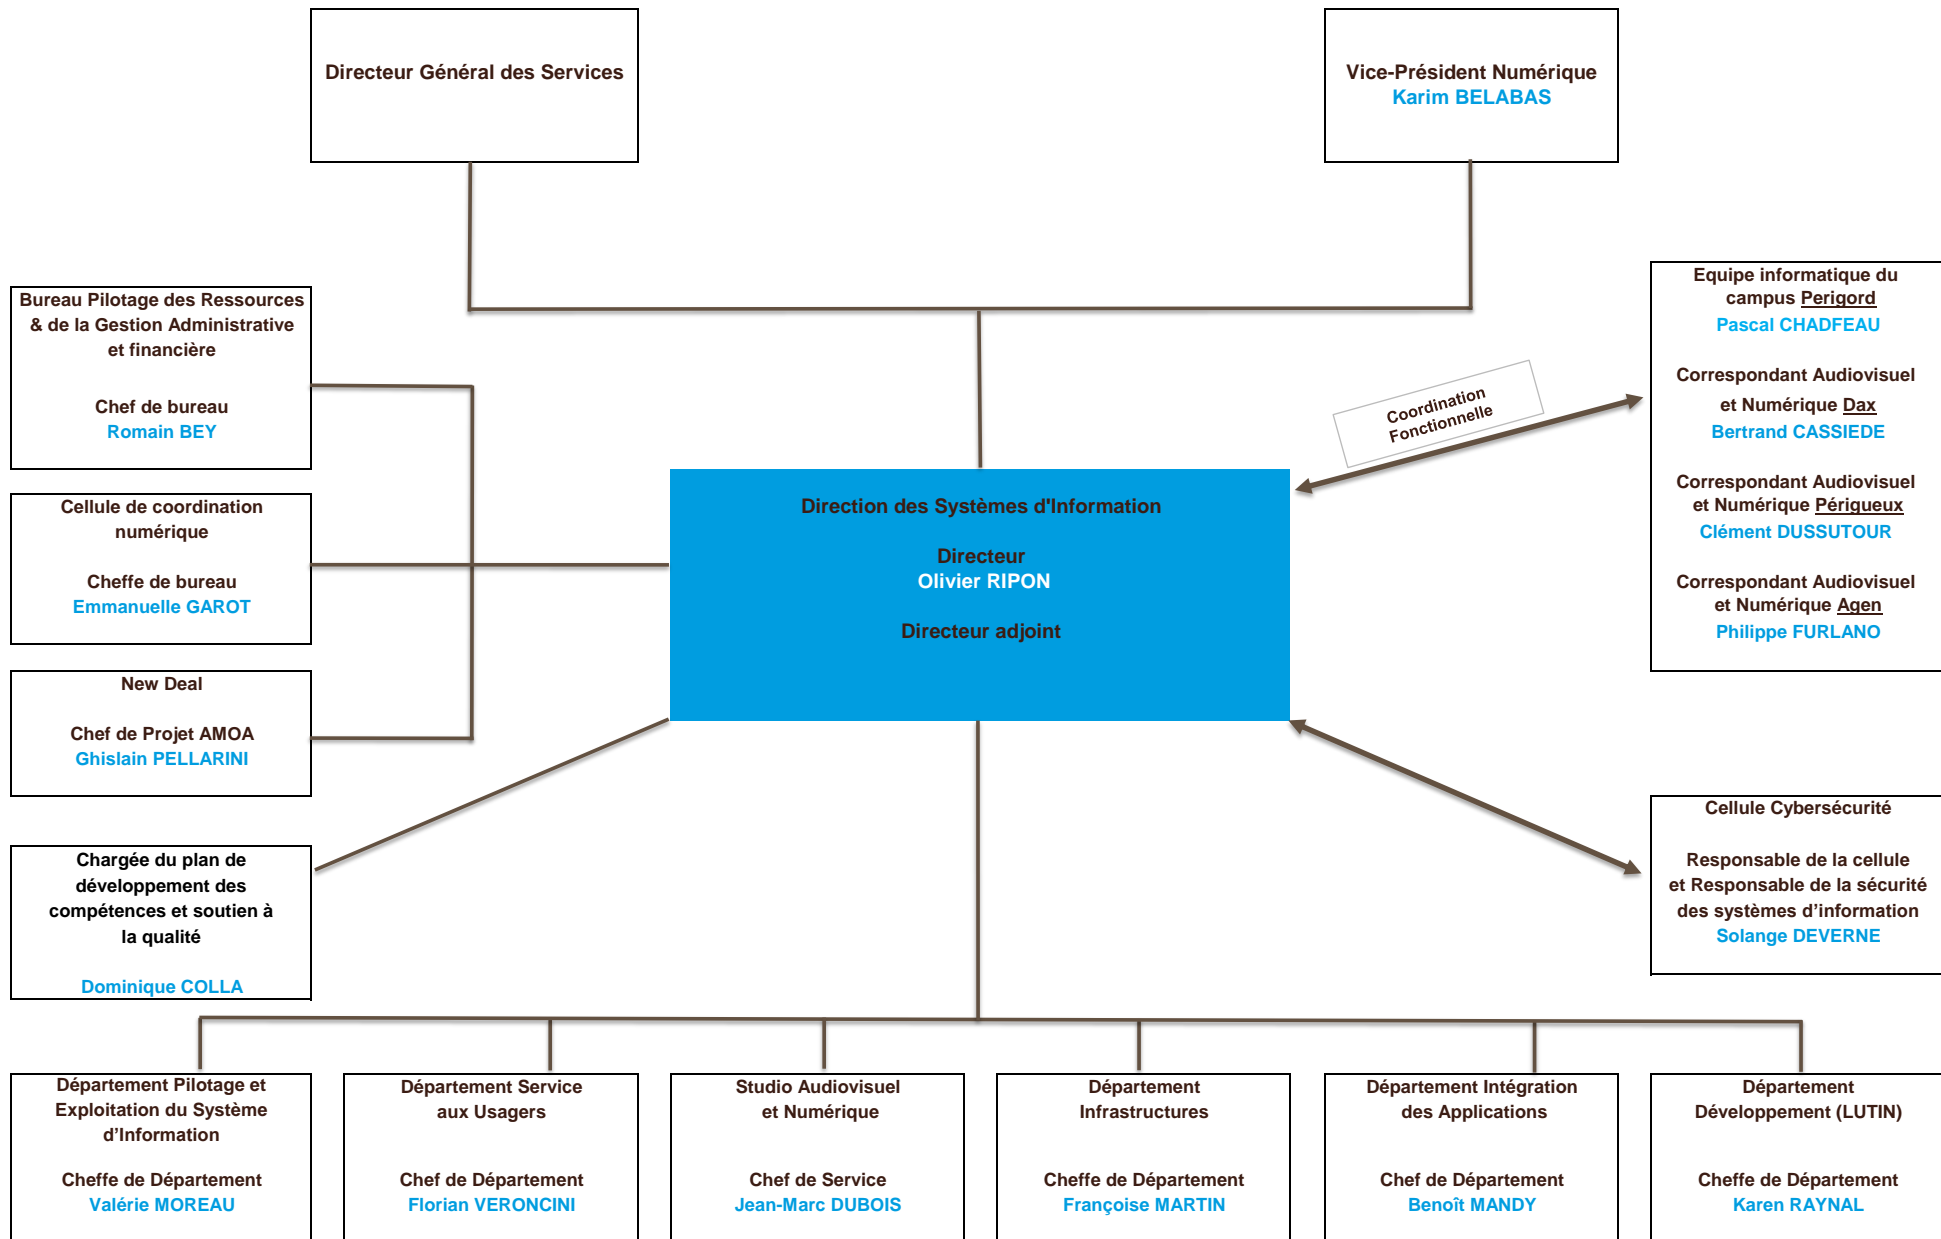 Directeur Général des Services
Vice-Président Numérique
Karim BELABAS
Bureau Pilotage des Ressources
& de la Gestion Administrative
et financière
Chef de bureau
Romain BEY
Cellule de coordination
numérique
Cheffe de bureau
Emmanuelle GAROT
New Deal
Chef de Projet AMOA
Ghislain PELLARINI
Chargée du plan de
développement des
compétences et soutien à
la qualité
Dominique COLLA
Direction des Systèmes d'Information
Directeur
Olivier RIPON
Directeur adjoint
Coordination
Fonctionnelle
Equipe informatique du
campus Perigord
Pascal CHADFEAU
Correspondant Audiovisuel
et Numérique Dax
Bertrand CASSIEDE
Correspondant Audiovisuel
et Numérique Périgueux
Clément DUSSUTOUR
Correspondant Audiovisuel
et Numérique Agen
Philippe FURLANO
Cellule Cybersécurité
Responsable de la cellule
et Responsable de la sécurité
des systèmes d’information
Solange DEVERNE
Département Pilotage et
Exploitation du Système
d’Information
Cheffe de Département
Valérie MOREAU
Département Service
aux Usagers
Chef de Département
Florian VERONCINI
Studio Audiovisuel
et Numérique
Chef de Service
Jean-Marc DUBOIS
Département
Infrastructures
Cheffe de Département
Françoise MARTIN
Département Intégration
des Applications
Chef de Département
Benoît MANDY
Département
Développement (LUTIN)
Cheffe de Département
Karen RAYNAL